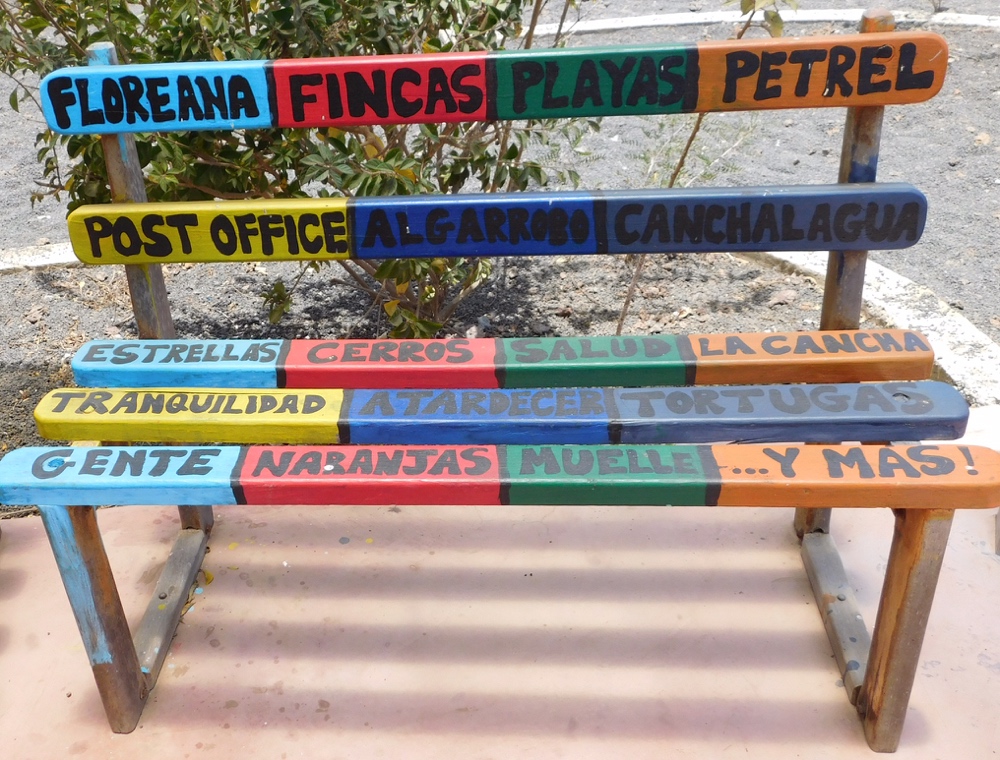 FLOREANA FINCAS PLAYAS PETREL
POST OFFICE ALGARROBO CANCHALAGUA
ESTRELLAS CERROS SALUD LA CANCHA
TRANQUILIDAD ATARDECER TORTUGAS
GENTE NARANJAS MUELLE ...Y MAS!